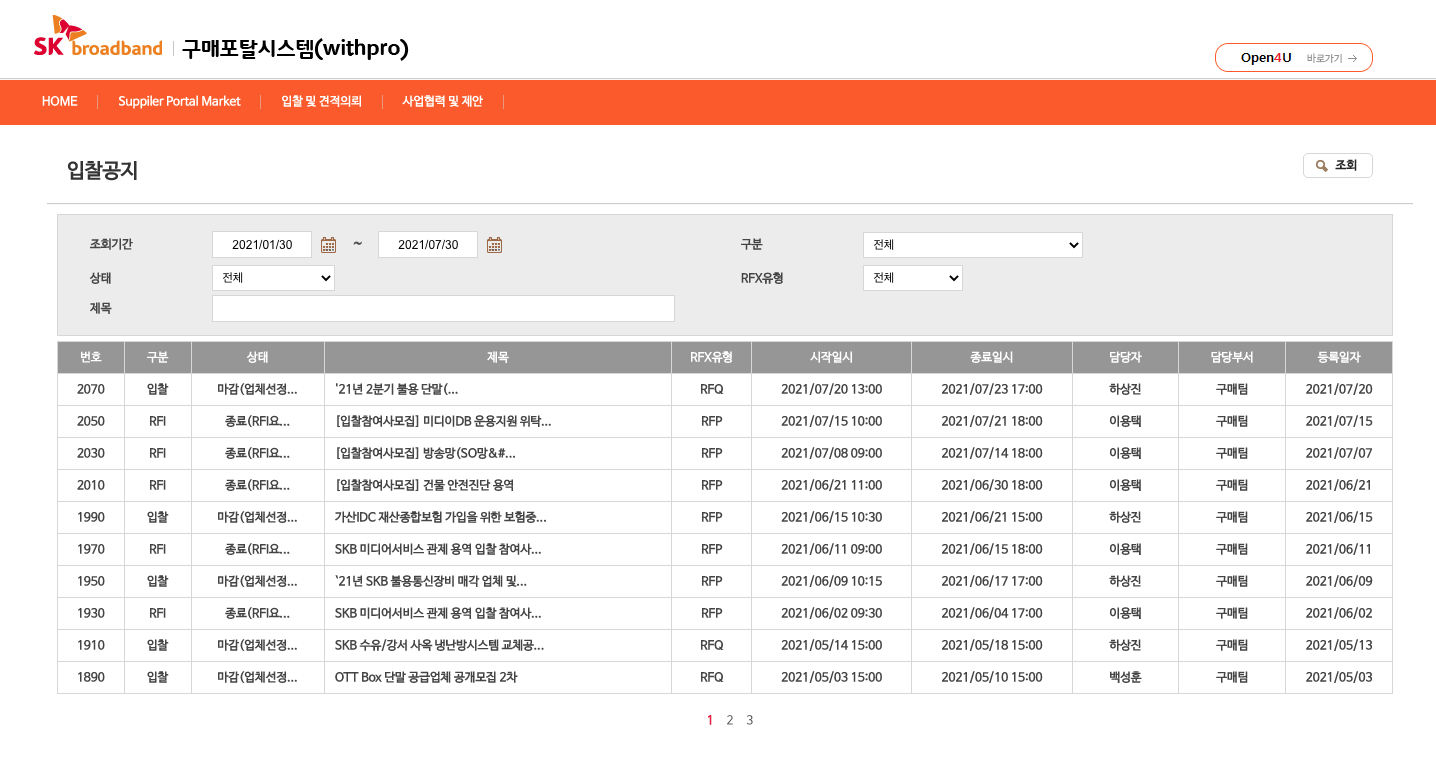 SK broadband 구매포탈시스템(withpro)
Open4U 바로가기 →
HOME Suppiler Portal Market 입찰 및 견적의뢰 사업협력 및 제안
입찰공지 조회
조회기간 2021/01/30 ~ 2021/07/30 구분 전체
상태 전체 RFX유형 전체
제목
번호 구분 상태 제목 RFX유형 시작일시 종료일시 담당자 담당부서 등록일자
2070 입찰 마감(업체선정... '21년 2분기 불용 단말(... RFQ 2021/07/20 13:00 2021/07/23 17:00 하상진 구매팀 2021/07/20
2050 RFI 종료(RFI요... [입찰참여사모집] 미디어DB 운용지원 위탁... RFP 2021/07/15 10:00 2021/07/21 18:00 이용택 구매팀 2021/07/15
2030 RFI 종료(RFI요... [입찰참여사모집] 방송망(SO망&#... RFP 2021/07/08 09:00 2021/07/14 18:00 이용택 구매팀 2021/07/07
2010 RFI 종료(RFI요... [입찰참여사모집] 건물 안전진단 용역 RFP 2021/06/21 11:00 2021/06/30 18:00 이용택 구매팀 2021/06/21
1990 입찰 마감(업체선정... 가산IDC 재산종합보험 가입을 위한 보험중... RFP 2021/06/15 10:30 2021/06/21 15:00 하상진 구매팀 2021/06/15
1970 RFI 종료(RFI요... SKB 미디어서비스 관제 용역 입찰 참여사... RFP 2021/06/11 09:00 2021/06/15 18:00 이용택 구매팀 2021/06/11
1950 입찰 마감(업체선정... `21년 SKB 불용통신장비 매각 업체 및... RFP 2021/06/09 10:15 2021/06/17 17:00 하상진 구매팀 2021/06/09
1930 RFI 종료(RFI요... SKB 미디어서비스 관제 용역 입찰 참여사... RFP 2021/06/02 09:30 2021/06/04 17:00 이용택 구매팀 2021/06/02
1910 입찰 마감(업체선정... SKB 수유/강서 사옥 냉난방시스템 교체공... RFQ 2021/05/14 15:00 2021/05/18 15:00 하상진 구매팀 2021/05/13
1890 입찰 마감(업체선정... OTT Box 단말 공급업체 공개모집 2차 RFQ 2021/05/03 15:00 2021/05/10 15:00 백성훈 구매팀 2021/05/03
1 2 3